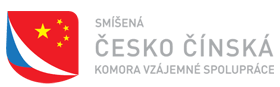 SMÍŠENÁ
ČESKO ČÍNSKÁ
KOMORA VZÁJEMNÉ SPOLUPRÁCE